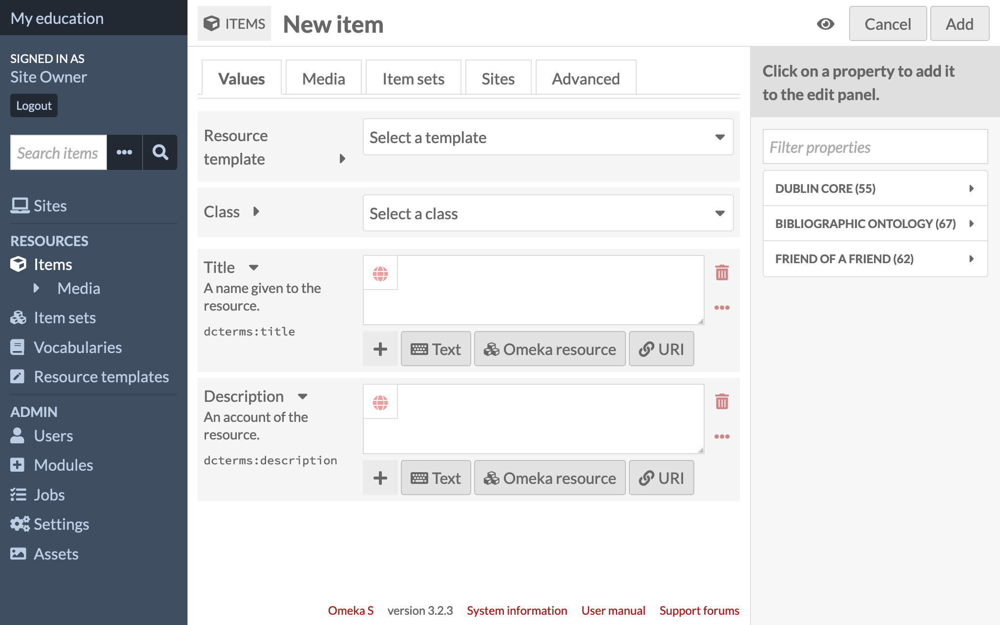 My education
SIGNED IN AS
Site Owner
Logout
Search items
Sites
RESOURCES
Items
Media
Item sets
Vocabularies
Resource templates
ADMIN
Users
Modules
Jobs
Settings
Assets
ITEMS
New item
Cancel
Add
Values
Media
Item sets
Sites
Advanced
Resource
template
Select a template
Class
Select a class
Title
A name given to the
resource.
dcterms:title
Text
Omeka resource
URI
Description
An account of the
resource.
dcterms:description
Text
Omeka resource
URI
Click on a property to add it
to the edit panel.
Filter properties
DUBLIN CORE (55)
BIBLIOGRAPHIC ONTOLOGY (67)
FRIEND OF A FRIEND (62)
Omeka S version 3.2.3 System information User manual Support forums